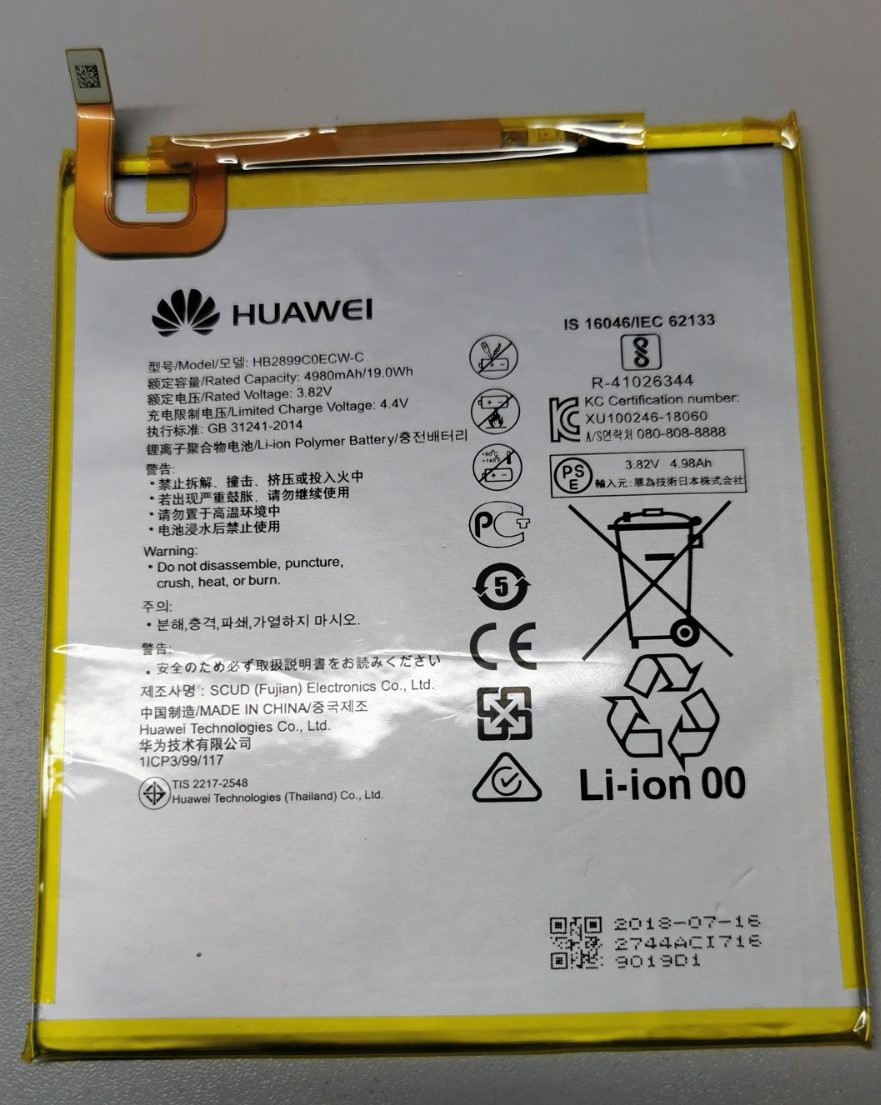 HUAWEI
型号/Model/모델: HB2899C0ECW-C
额定容量/Rated Capacity: 4980mAh/19.0Wh
额定电压/Rated Voltage: 3.82V
充电限制电压/Limited Charge Voltage: 4.4V
执行标准: GB 31241-2014
锂离子聚合物电池/Li-ion Polymer Battery/충전배터리
警告:
• 禁止拆解、撞击、挤压或投入火中
• 若出现严重鼓胀、请勿继续使用
• 请勿置于高温环境中
• 电池浸水后禁止使用
Warning:
• Do not disassemble, puncture,
crush, heat, or burn.
주의:
• 분해,충격,파쇄,가열하지 마시오.
警告:
• 安全のため必ず取扱説明書をお読みください
제조사명 : SCUD (Fujian) Electronics Co., Ltd.
中国制造/MADE IN CHINA/중국제조
Huawei Technologies Co., Ltd.
华为技术有限公司
1ICP3/99/117
TIS 2217-2548
Huawei Technologies (Thailand) Co., Ltd.
PCT
5
CE
IS 16046/IEC 62133
R-41026344
KC Certification number:
XU100246-18060
A/S연락처 080-808-8888
PSE
3.82V 4.98Ah
輸入元: 華為技術日本株式会社
Li-ion 00
2018-07-16
2744ACI716
9019D1